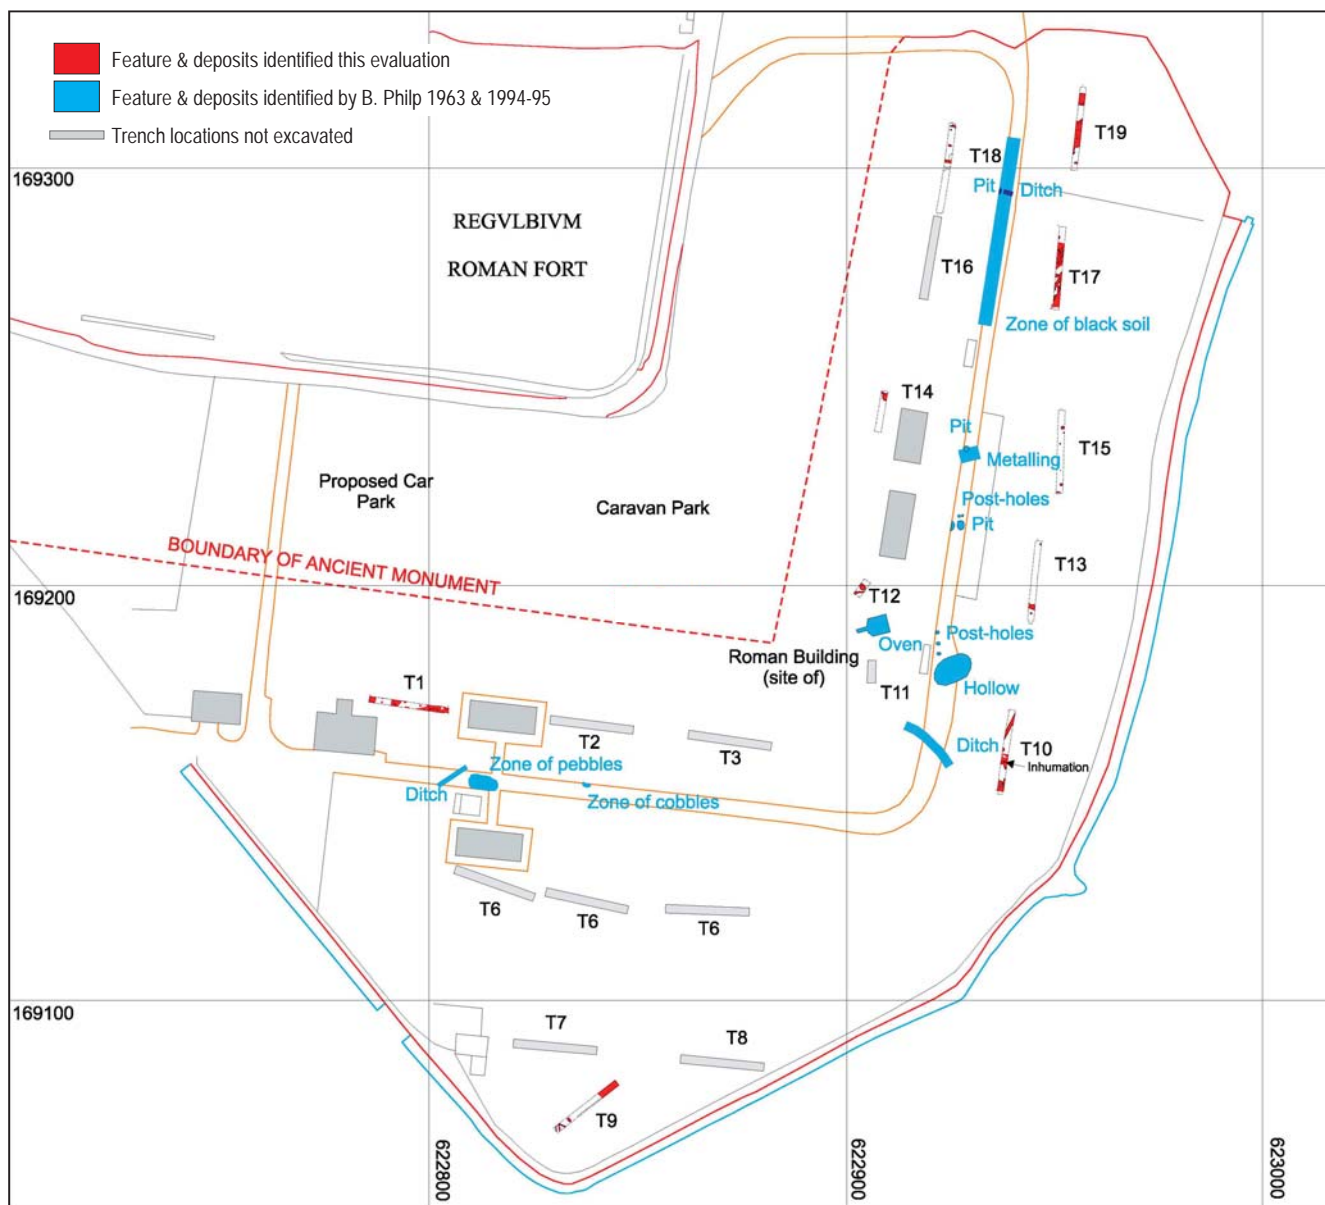 Feature & deposits identified this evaluation
Feature & deposits identified by B. Philp 1963 & 1994-95
Trench locations not excavated
169300
REGVLBIVM
ROMAN FORT
T19
T18
Pit
Ditch
T16
T17
Zone of black soil
T14
Pit
Metalling
T15
Proposed Car
Park
Caravan Park
Post-holes
Pit
BOUNDARY OF ANCIENT MONUMENT
T13
169200
T12
Oven
Post-holes
Roman Building
(site of)
T11
Hollow
T1
T2
T3
Ditch
T10
Inhumation
Zone of pebbles
Ditch
Zone of cobbles
T6
T6
T6
169100
T7
T8
T9
622800
622900
623000